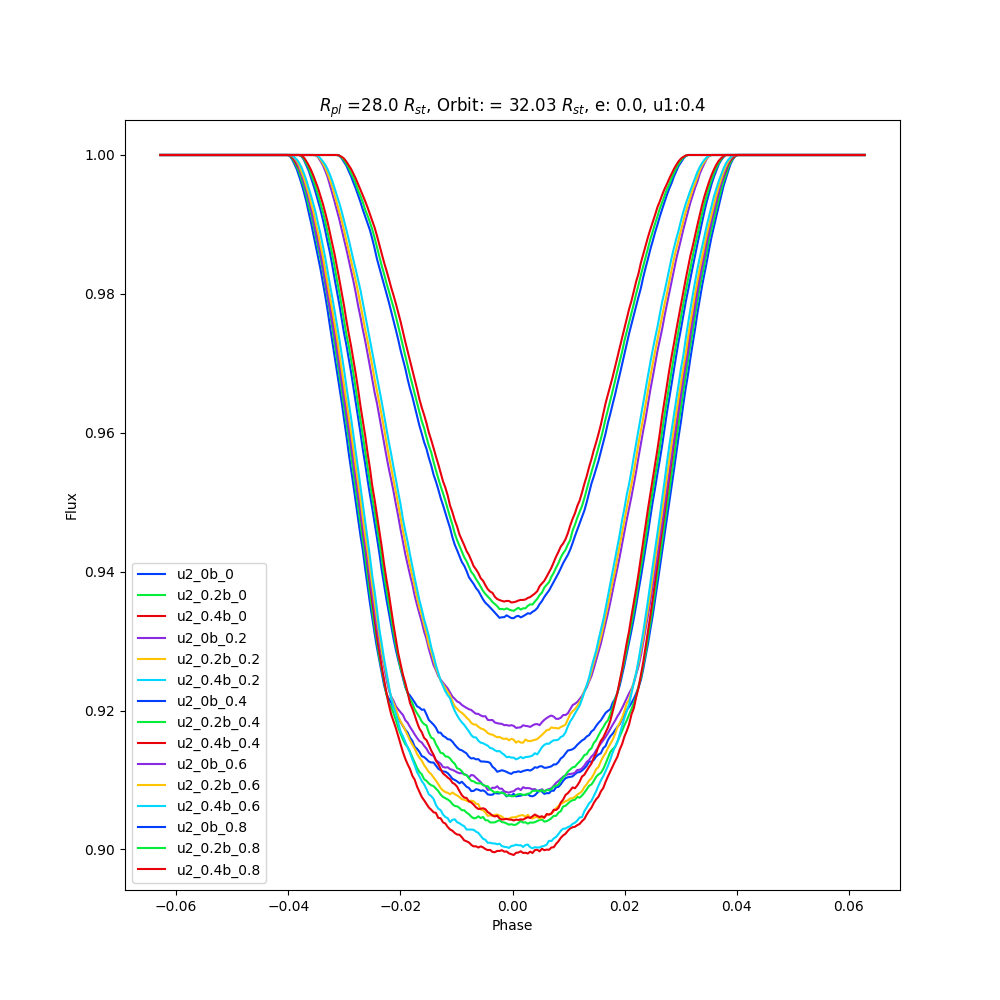 R_pl =28.0 R_st, Orbit: = 32.03 R_st, e: 0.0, u1:0.4
1.00
0.98
0.96
0.94
0.92
0.90
Flux
u2_0b_0
u2_0.2b_0
u2_0.4b_0
u2_0b_0.2
u2_0.2b_0.2
u2_0.4b_0.2
u2_0b_0.4
u2_0.2b_0.4
u2_0.4b_0.4
u2_0b_0.6
u2_0.2b_0.6
u2_0.4b_0.6
u2_0b_0.8
u2_0.2b_0.8
u2_0.4b_0.8
−0.06 −0.04 −0.02 0.00 0.02 0.04 0.06
Phase